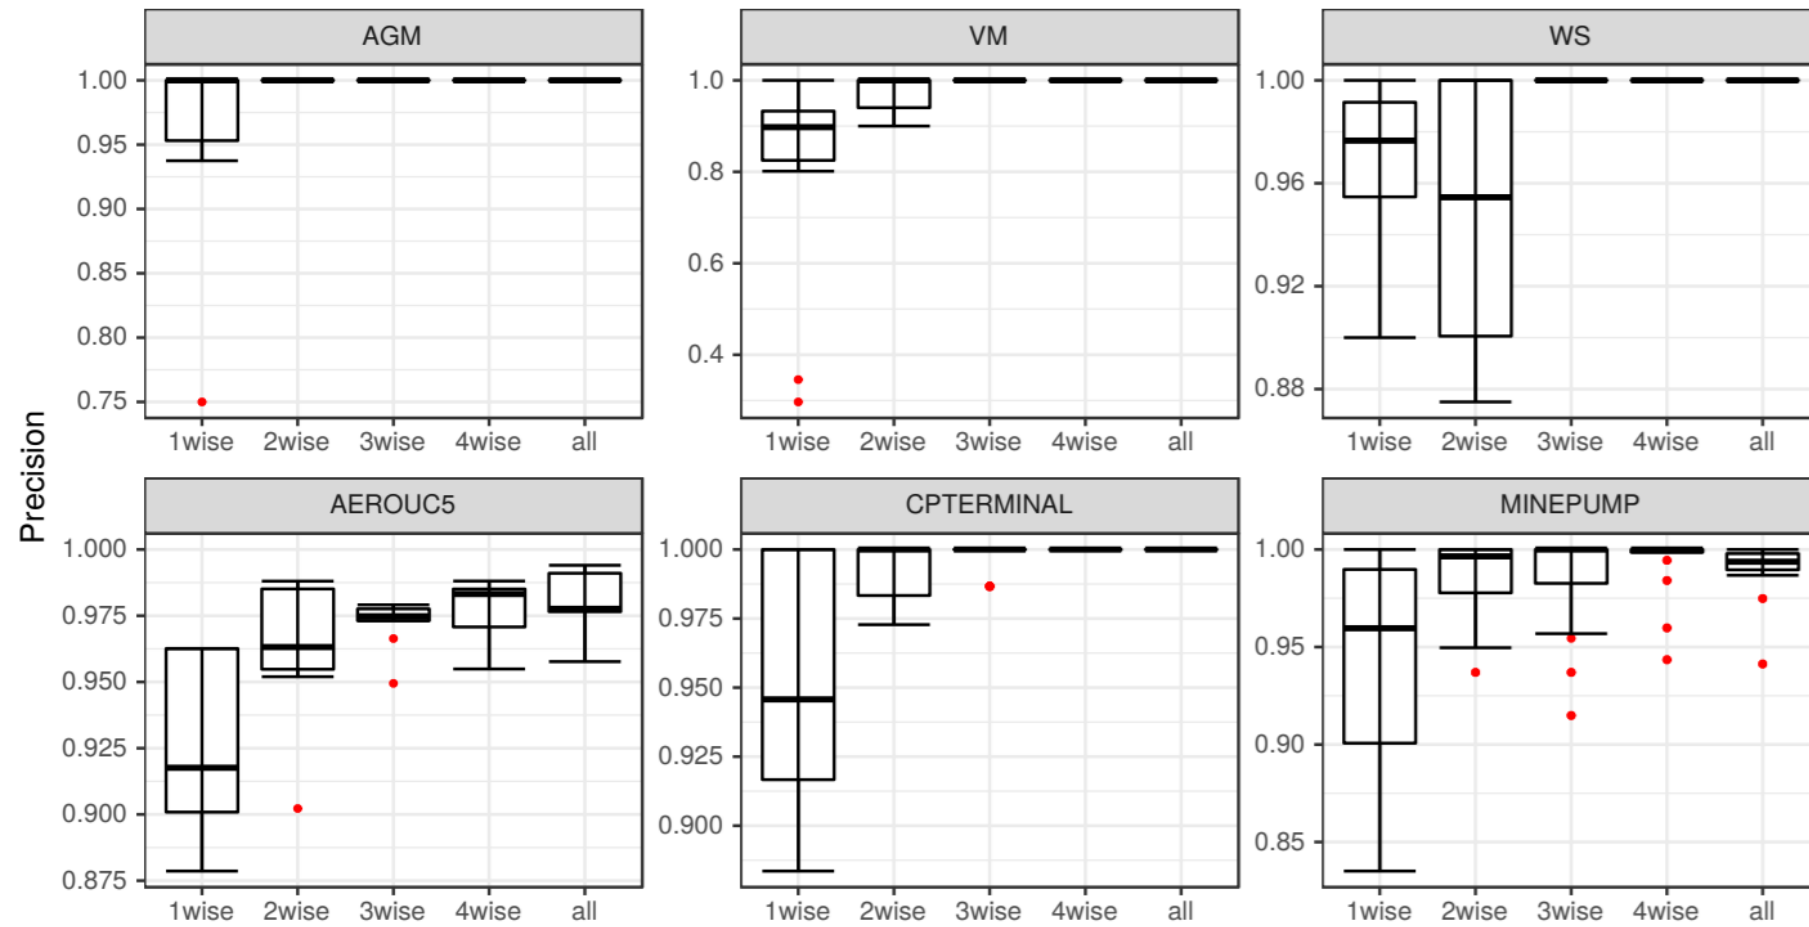 Precision
AGM
1.00
0.95
0.90
0.85
0.80
0.75
1wise 2wise 3wise 4wise all
VM
1.0
0.8
0.6
0.4
1wise 2wise 3wise 4wise all
WS
1.00
0.96
0.92
0.88
1wise 2wise 3wise 4wise all
AEROUC5
1.000
0.975
0.950
0.925
0.900
0.875
1wise 2wise 3wise 4wise all
CPTERMINAL
1.000
0.975
0.950
0.925
0.900
1wise 2wise 3wise 4wise all
MINEPUMP
1.00
0.95
0.90
0.85
1wise 2wise 3wise 4wise all